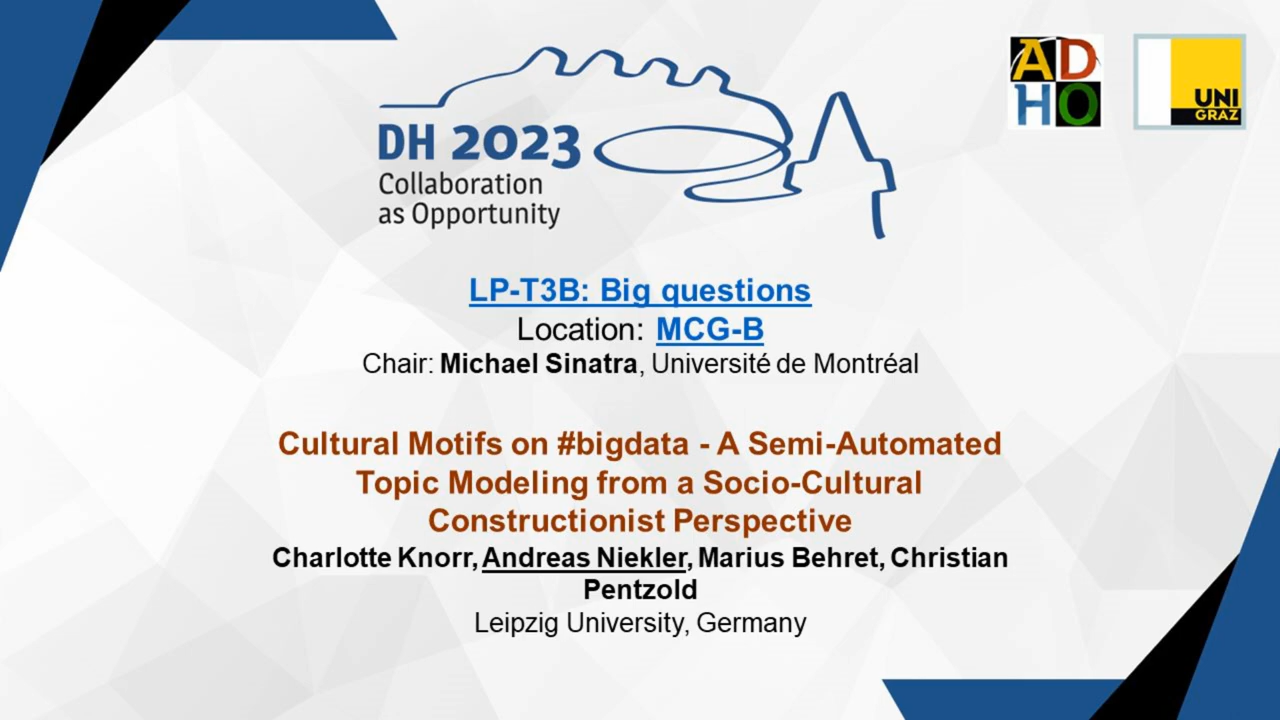 DH 2023
Collaboration
as Opportunity
AD
HO
UNI
GRAZ
LP-T3B: Big questions
Location: MCG-B
Chair: Michael Sinatra, Université de Montréal
Cultural Motifs on #bigdata - A Semi-Automated
Topic Modeling from a Socio-Cultural
Constructionist Perspective
Charlotte Knorr, Andreas Niekler, Marius Behret, Christian
Pentzold
Leipzig University, Germany